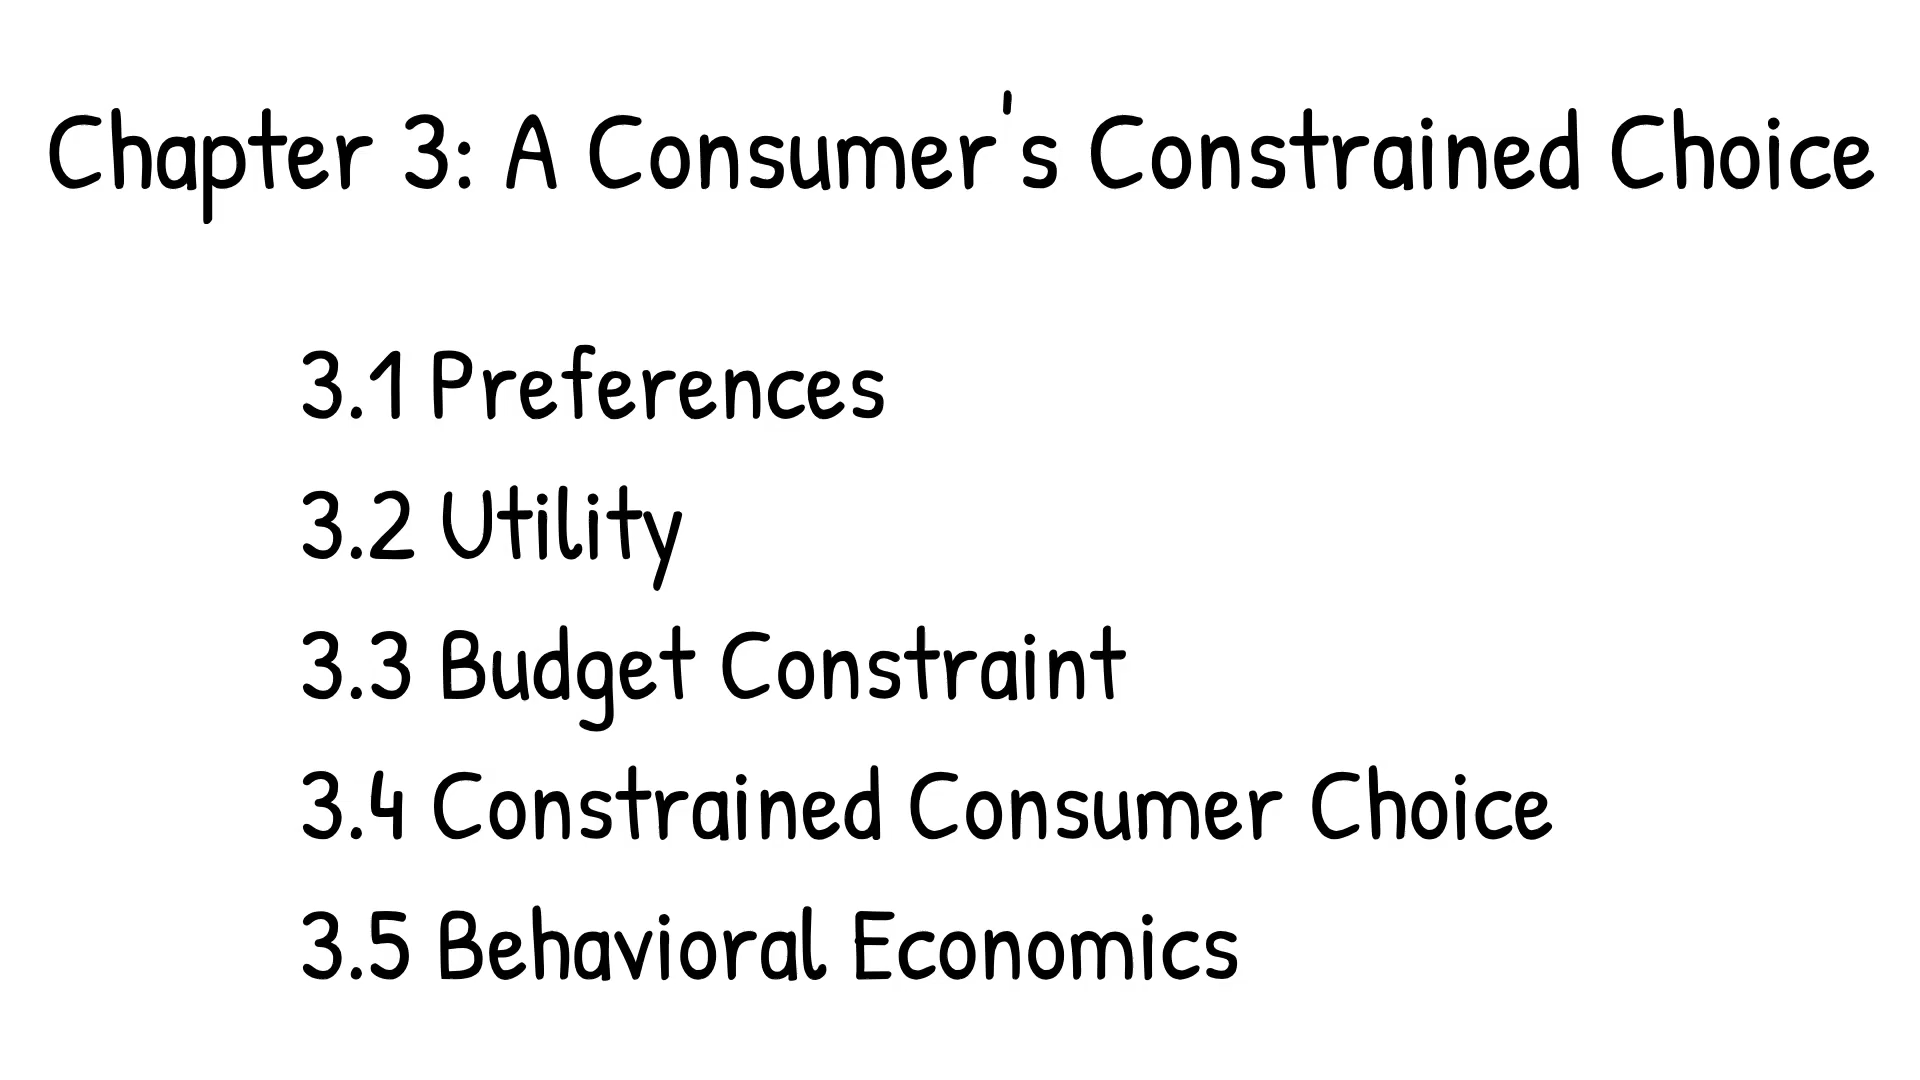 Chapter 3: A Consumer's Constrained Choice
3.1 Preferences
3.2 Utility
3.3 Budget Constraint
3.4 Constrained Consumer Choice
3.5 Behavioral Economics